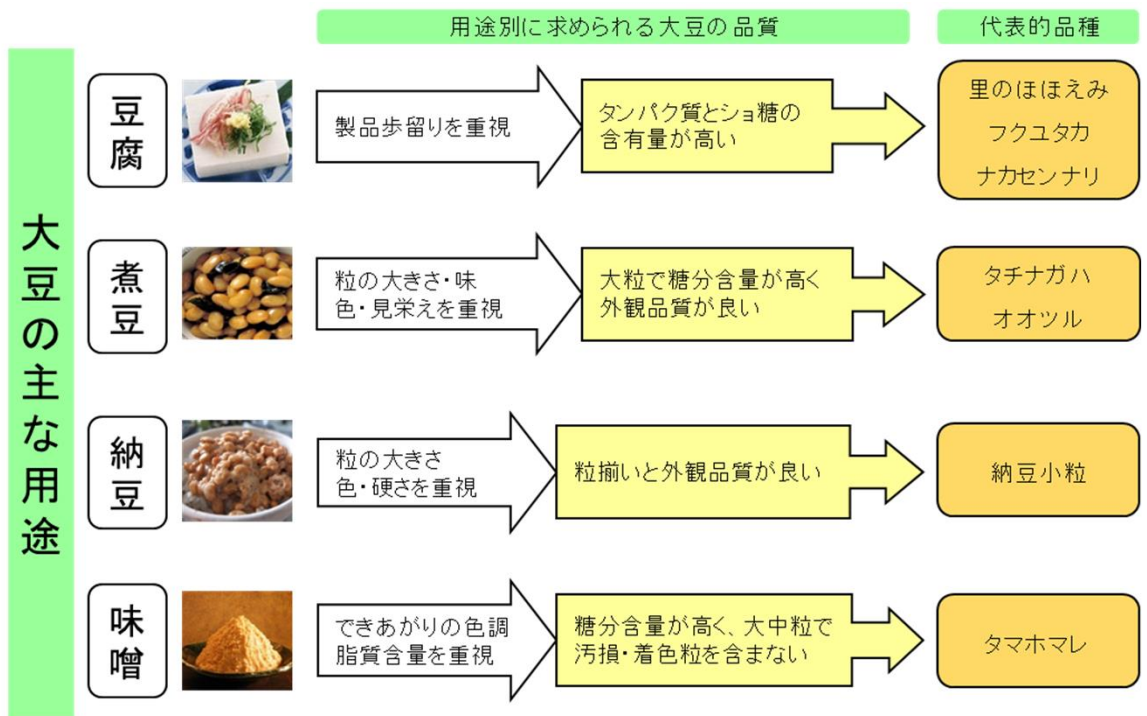 用途別に求められる大豆の品質
代表的品種
大豆の主な用途
豆腐
製品歩留りを重視
タンパク質とショ糖の
含有量が高い
里のほほえみ
フクユタカ
ナカセンナリ
煮豆
粒の大きさ・味
色・見栄えを重視
大粒で糖分含量が高く
外観品質が良い
タチナガハ
オオツル
納豆
粒の大きさ
色・硬さを重視
粒揃いと外観品質が良い
納豆小粒
味噌
できあがりの色調
脂質含量を重視
糖分含量が高く、大中粒で
汚損・着色粒を含まない
タマホマレ